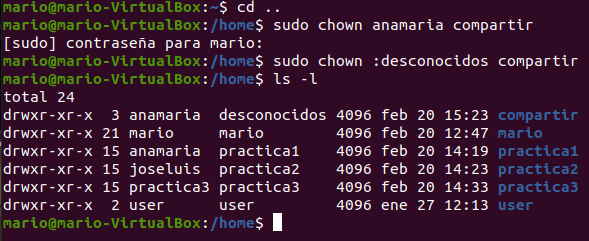 mario@mario-VirtualBox:~$ cd ..
mario@mario-VirtualBox:/home$ sudo chown anamaria compartir
[sudo] contraseña para mario:
mario@mario-VirtualBox:/home$ sudo chown :desconocidos compartir
mario@mario-VirtualBox:/home$ ls -l
total 24
drwxr-xr-x  3 anamaria  desconocidos 4096 feb 20 15:23 compartir
drwxr-xr-x 21 mario     mario        4096 feb 20 12:47 mario
drwxr-xr-x 15 anamaria  practica1    4096 feb 20 14:19 practica1
drwxr-xr-x 15 joseluis  practica2    4096 feb 20 14:23 practica2
drwxr-xr-x 15 practica3 practica3    4096 feb 20 14:33 practica3
drwxr-xr-x  2 user      user         4096 ene 27 12:13 user
mario@mario-VirtualBox:/home$